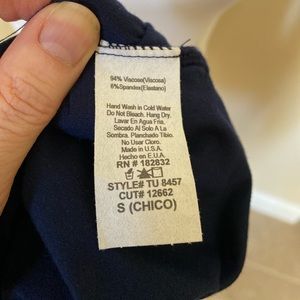 94% Viscose(Viscosa)
6%Spandex(Elastano)
Hand Wash in Cold Water
Do Not Bleach. Hang Dry.
Lavar En Agua Fria,
Secado Al Solo A La
Sombra, Planchado Tibio.
No Usar Cloro.
Made in U.S.A.
Hecho en E.U.A.
RN # 182832
STYLE# TU 8457
CUT# 12662
S (CHICO)